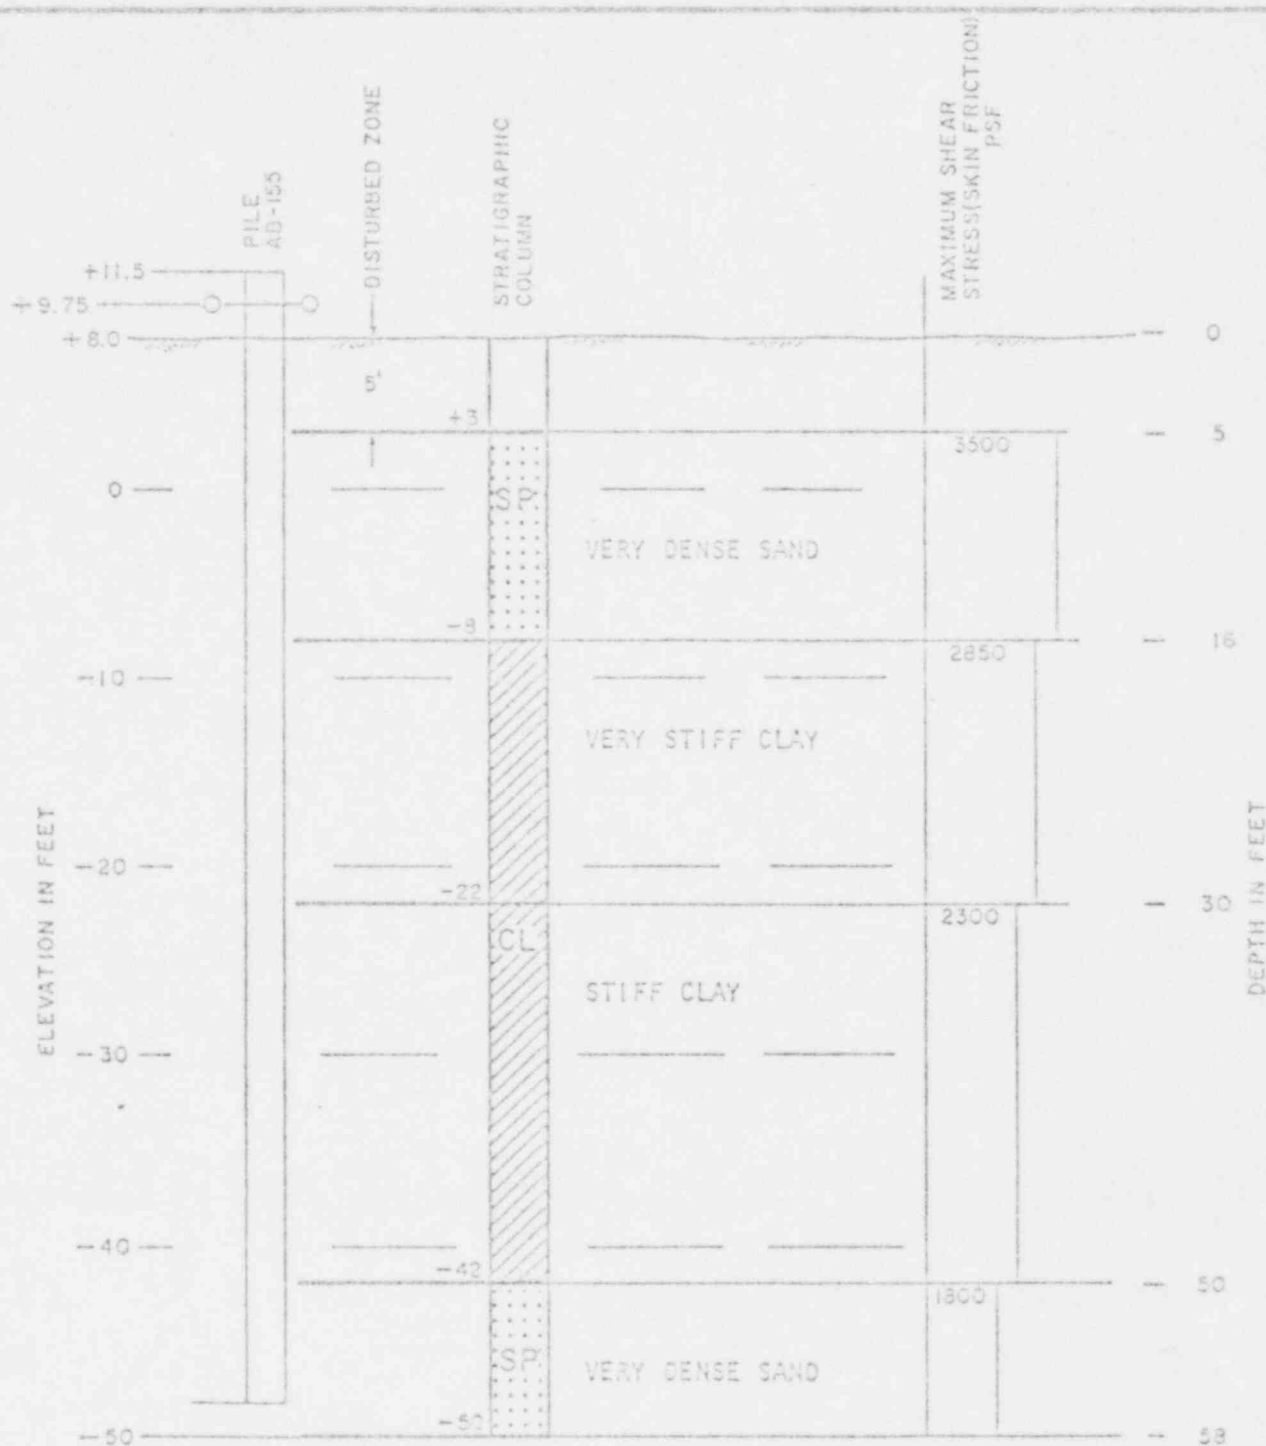 PILE
AB-155
DISTURBED ZONE
STRATIGRAPHIC
COLUMN
MAXIMUM SHEAR
STRESS(SKIN FRICTION)
PSF
+11.5
+9.75
+8.0
0
5'
+3
5
3500
0
SP
VERY DENSE SAND
-8
16
2850
-10
VERY STIFF CLAY
ELEVATION IN FEET
DEPTH IN FEET
-20
-22
30
2300
CL
STIFF CLAY
-30
-40
-42
50
1800
SP
VERY DENSE SAND
-50
-50
58